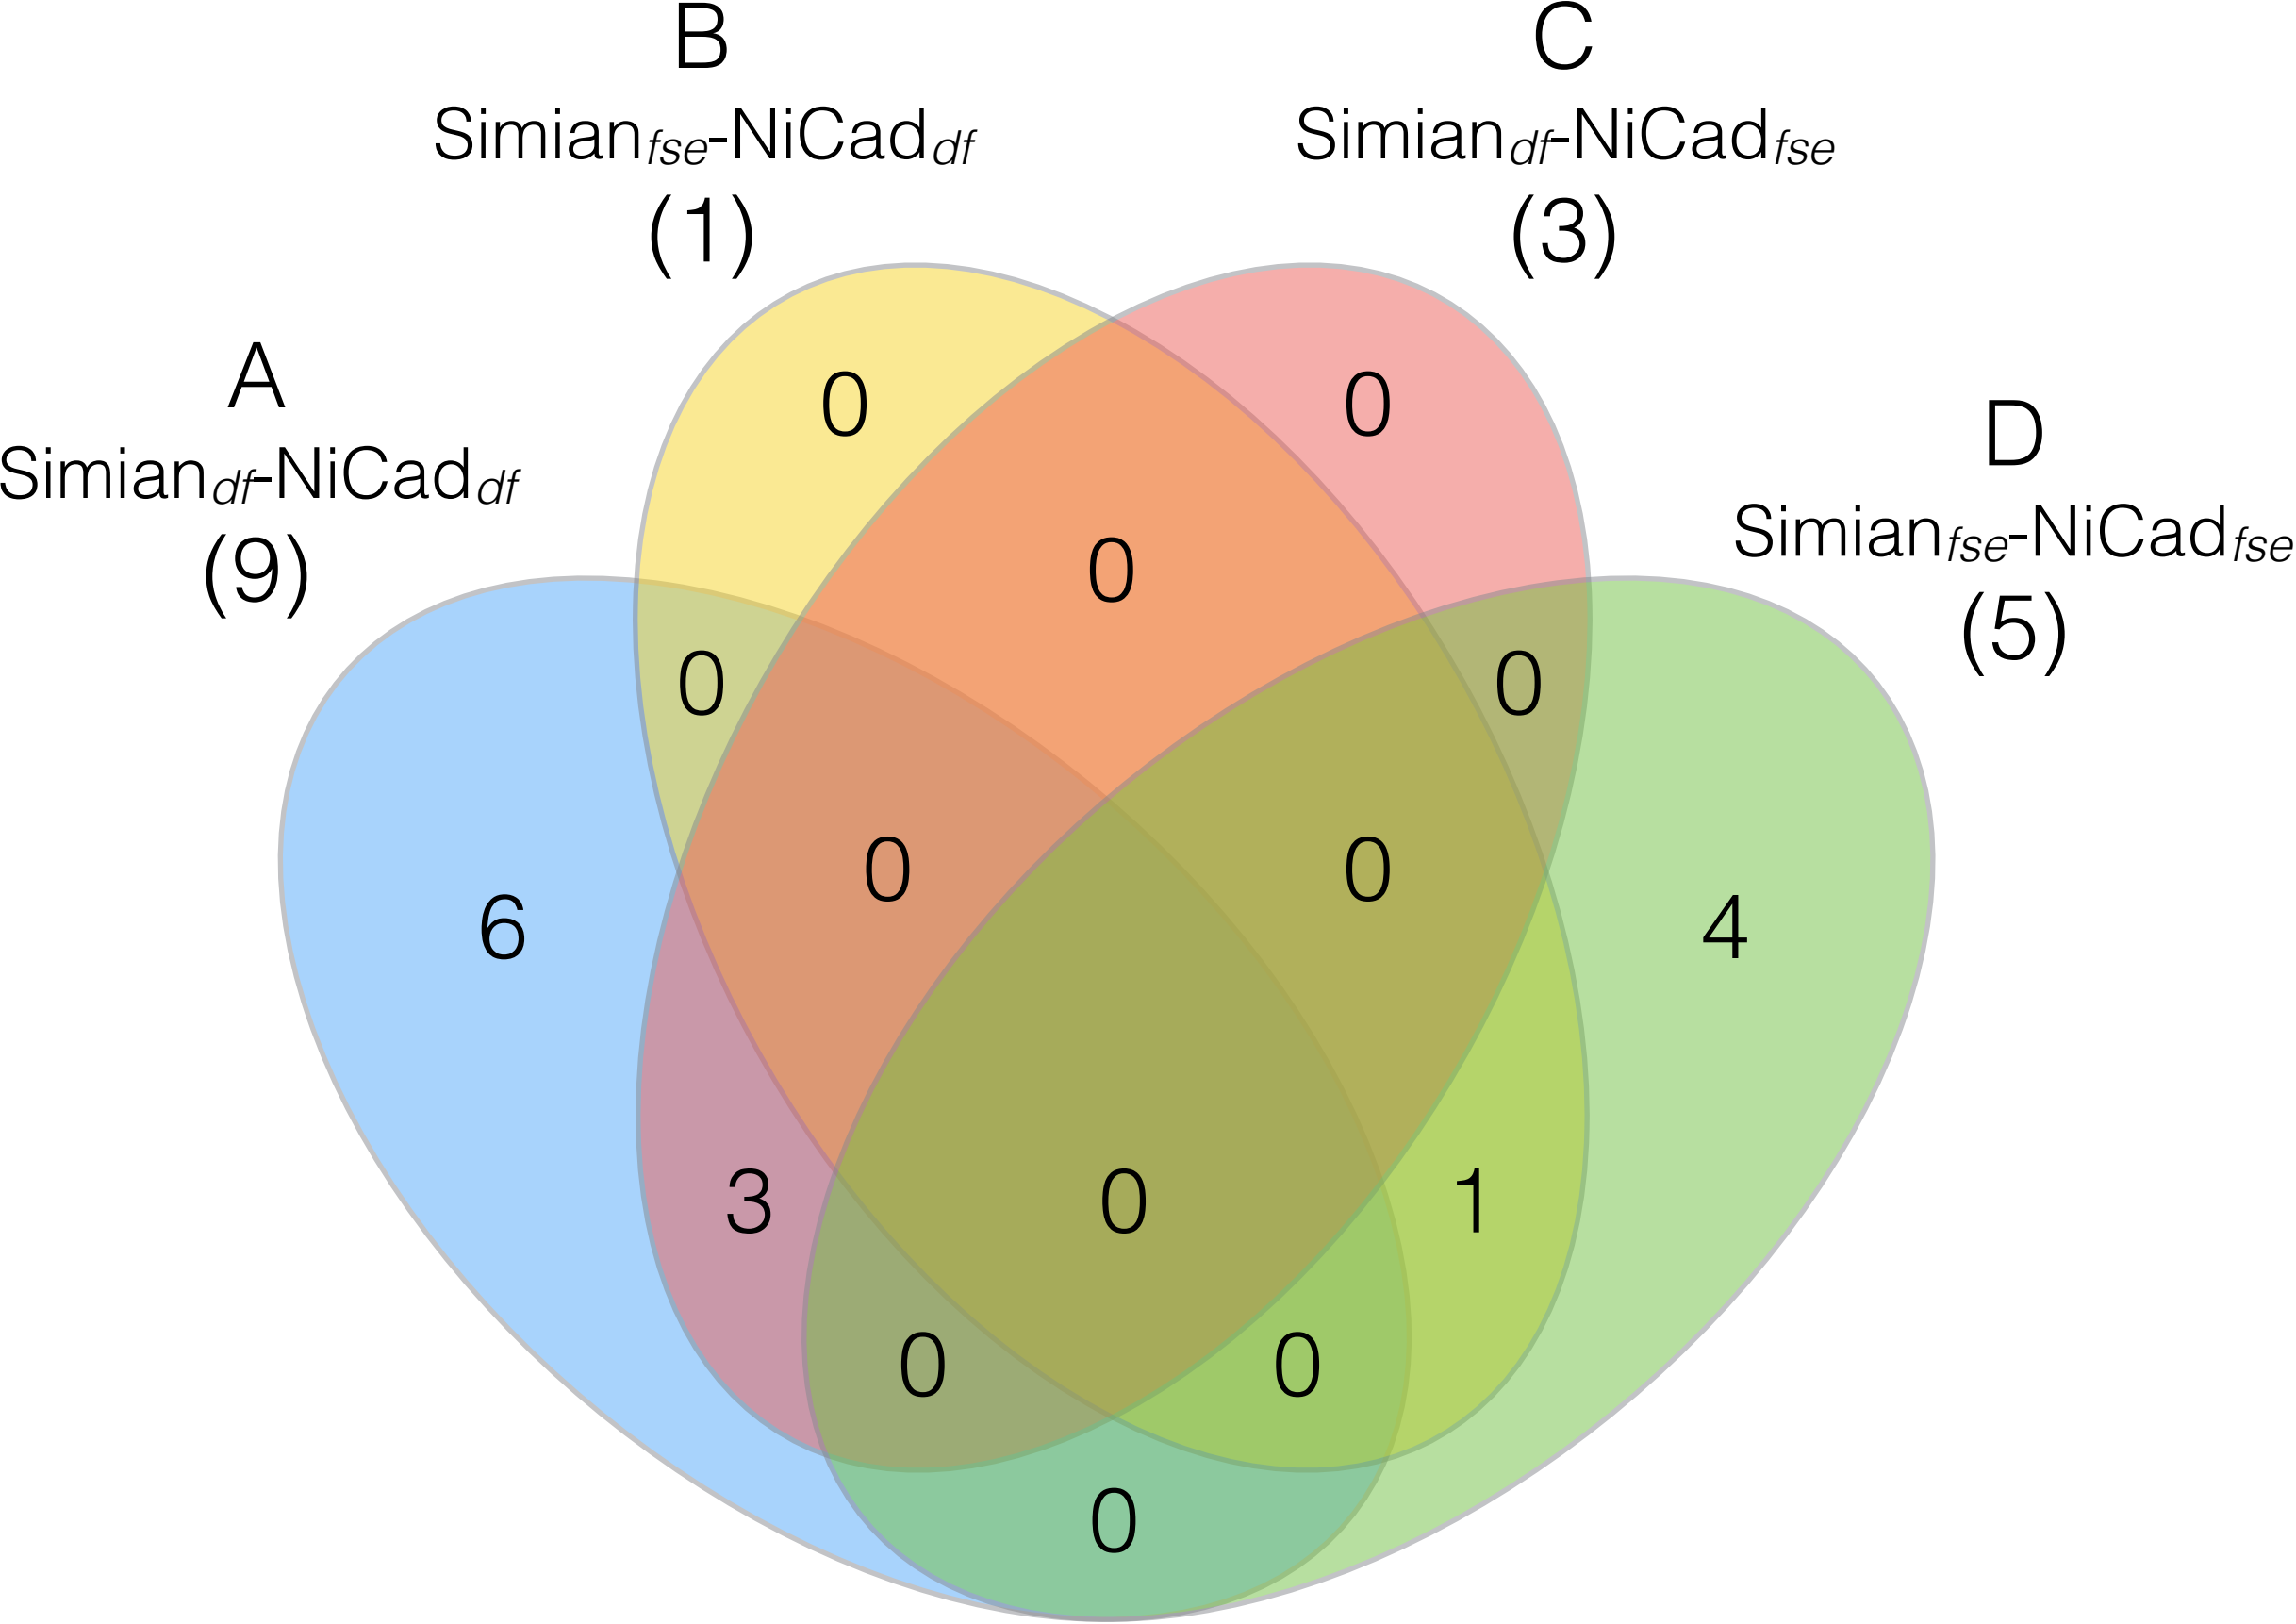 B
Simianfse-NiCaddf
(1)
C
Simiandf-NiCadfse
(3)
A
Simiandf-NiCaddf
(9)
D
Simianfse-NiCadfse
(5)
0
0
0
0
0
0
0
6
4
3
0
1
0
0
0